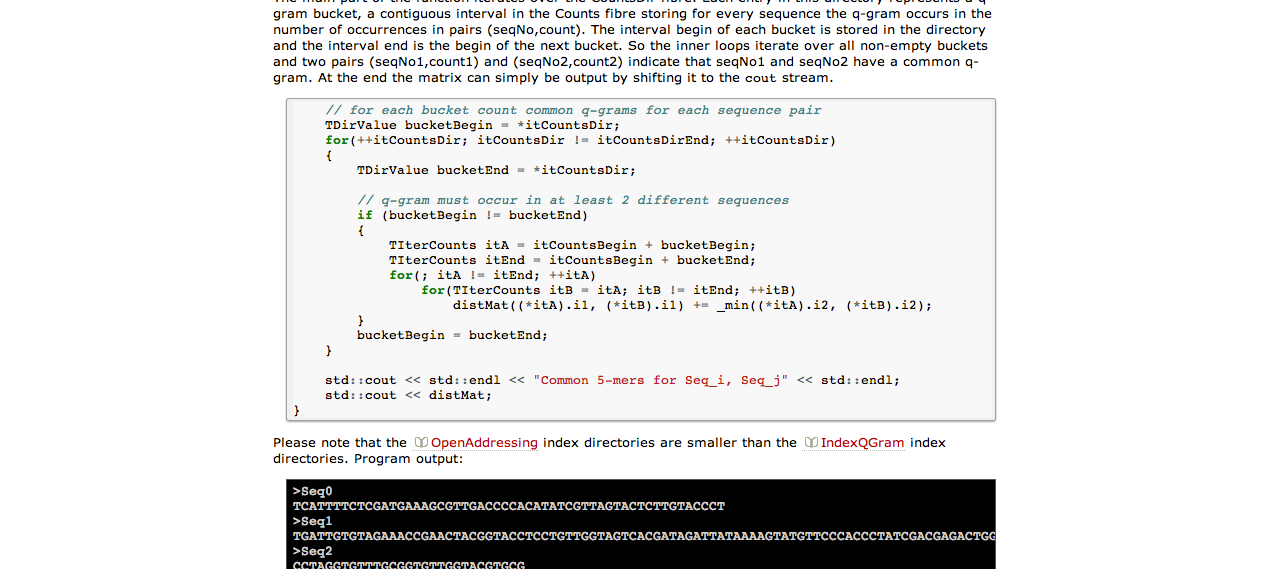 gram bucket, a contiguous interval in the Counts fibre storing for every sequence the q-gram occurs in the
number of occurrences in pairs (seqNo,count). The interval begin of each bucket is stored in the directory
and the interval end is the begin of the next bucket. So the inner loops iterate over all non-empty buckets
and two pairs (seqNo1,count1) and (seqNo2,count2) indicate that seqNo1 and seqNo2 have a common q-
gram. At the end the matrix can simply be output by shifting it to the cout stream.
// for each bucket count common q-grams for each sequence pair
TDirValue bucketBegin = *itCountsDir;
for(++itCountsDir; itCountsDir != itCountsDirEnd; ++itCountsDir)
{
TDirValue bucketEnd = *itCountsDir;
// q-gram must occur in at least 2 different sequences
if (bucketBegin != bucketEnd)
{
TIterCounts itA = itCountsBegin + bucketBegin;
TIterCounts itEnd = itCountsBegin + bucketEnd;
for(; itA != itEnd; ++itA)
for(TIterCounts itB = itA; itB != itEnd; ++itB)
distMat((*itA).i1, (*itB).i1) += _min((*itA).i2, (*itB).i2);
}
bucketBegin = bucketEnd;
}
std::cout << std::endl << "Common 5-mers for Seq_i, Seq_j" << std::endl;
std::cout << distMat;
}
Please note that the OpenAddressing index directories are smaller than the IndexQGram index
directories. Program output:
>Seq0
TCATTTTCTCGATGAAAGCGTTGACCCCACATATCGTTAGTACTCTTGTACCCT
>Seq1
TGATTGTGTAGAAACCGAACTACGGTACCTCCTGTTGGTAGTCACGATAGATTATAAAAGTATGTTCCCACCCTATCGACGAGACTGG
>Seq2
CCTAGGTGTTTGCGGTGTTGGTACGTGCG